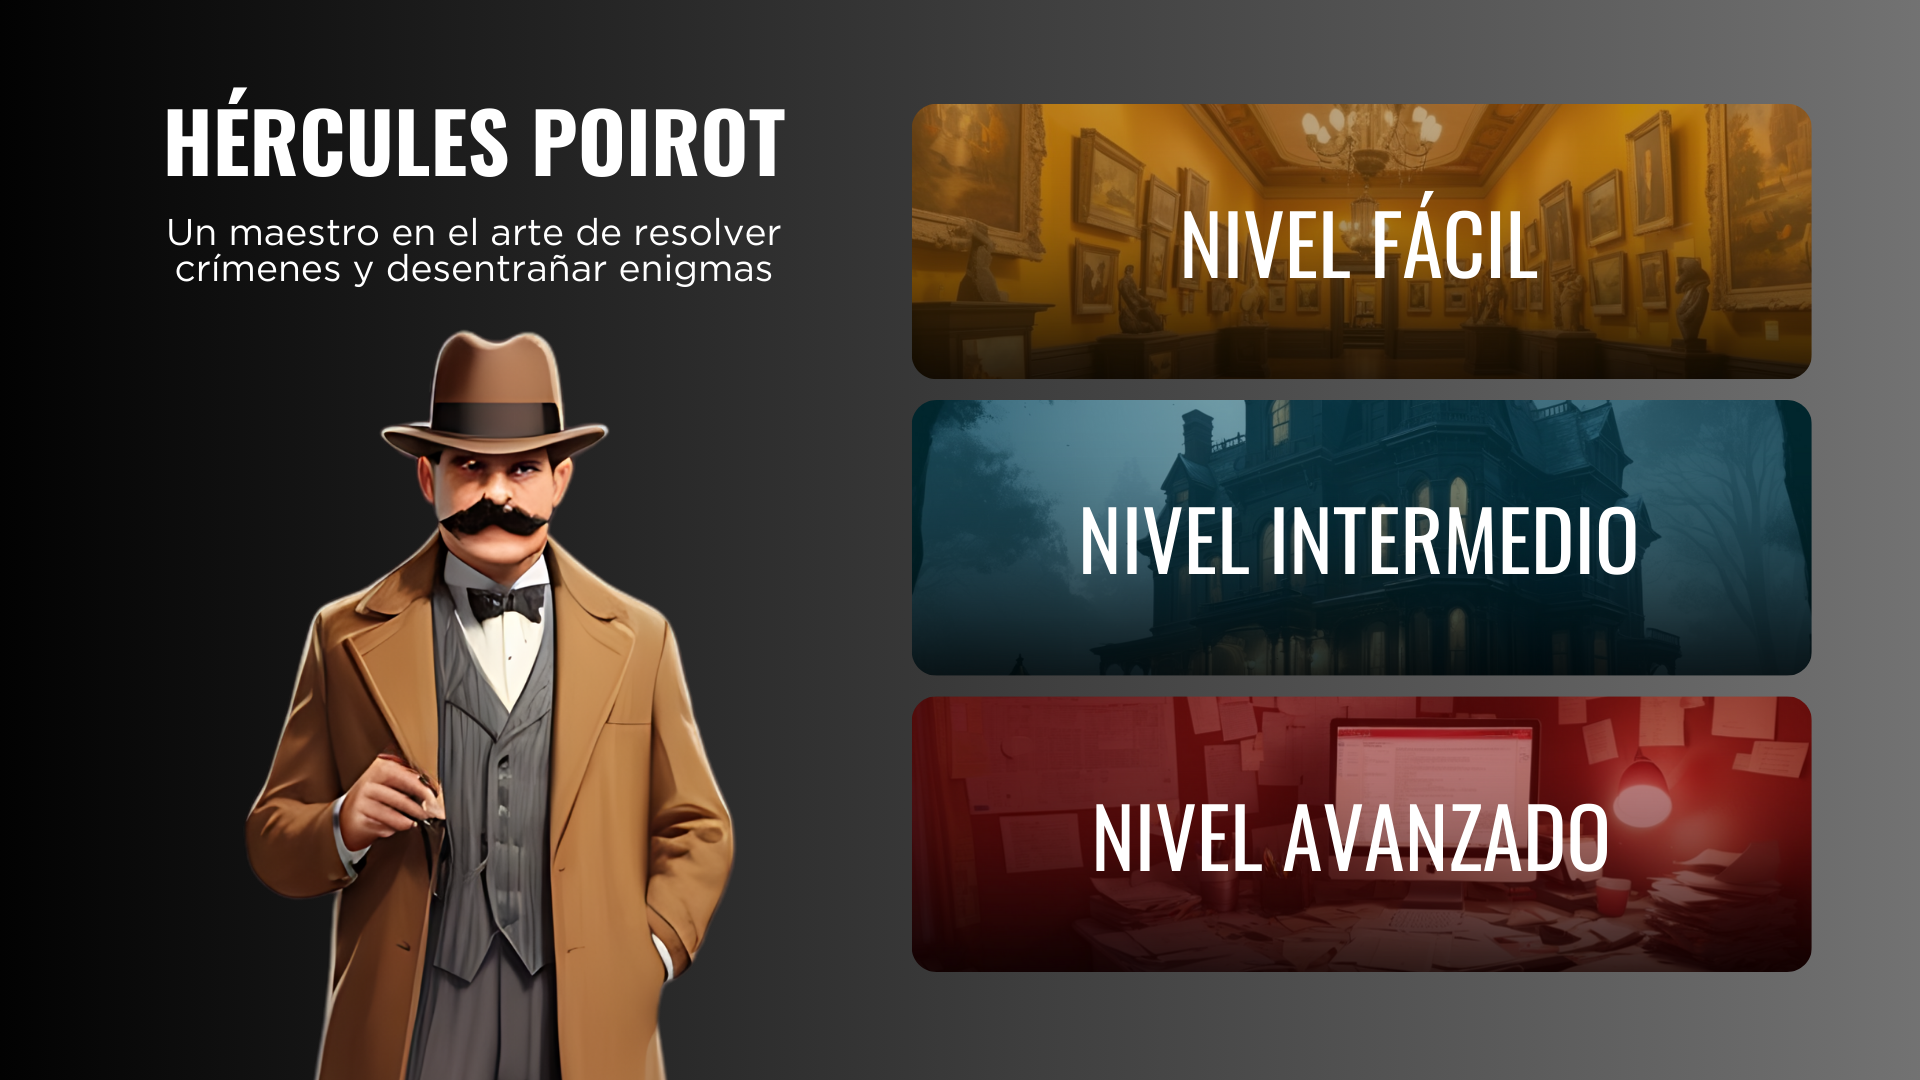 HÉRCULES POIROT
Un maestro en el arte de resolver
crímenes y desentrañar enigmas
NIVEL FÁCIL
NIVEL INTERMEDIO
NIVEL AVANZADO